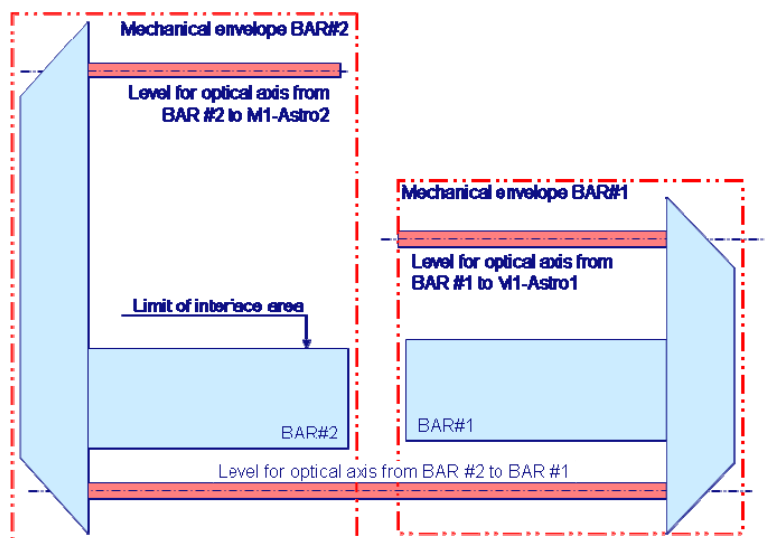 Mechanical envelope BAR#2
Level for optical axis from
BAR #2 to M1-Astro2
Mechanical envelope BAR#1
Level for optical axis from
BAR #1 to M1-Astro1
Limit of interface area
BAR#2
BAR#1
Level for optical axis from BAR #2 to BAR #1